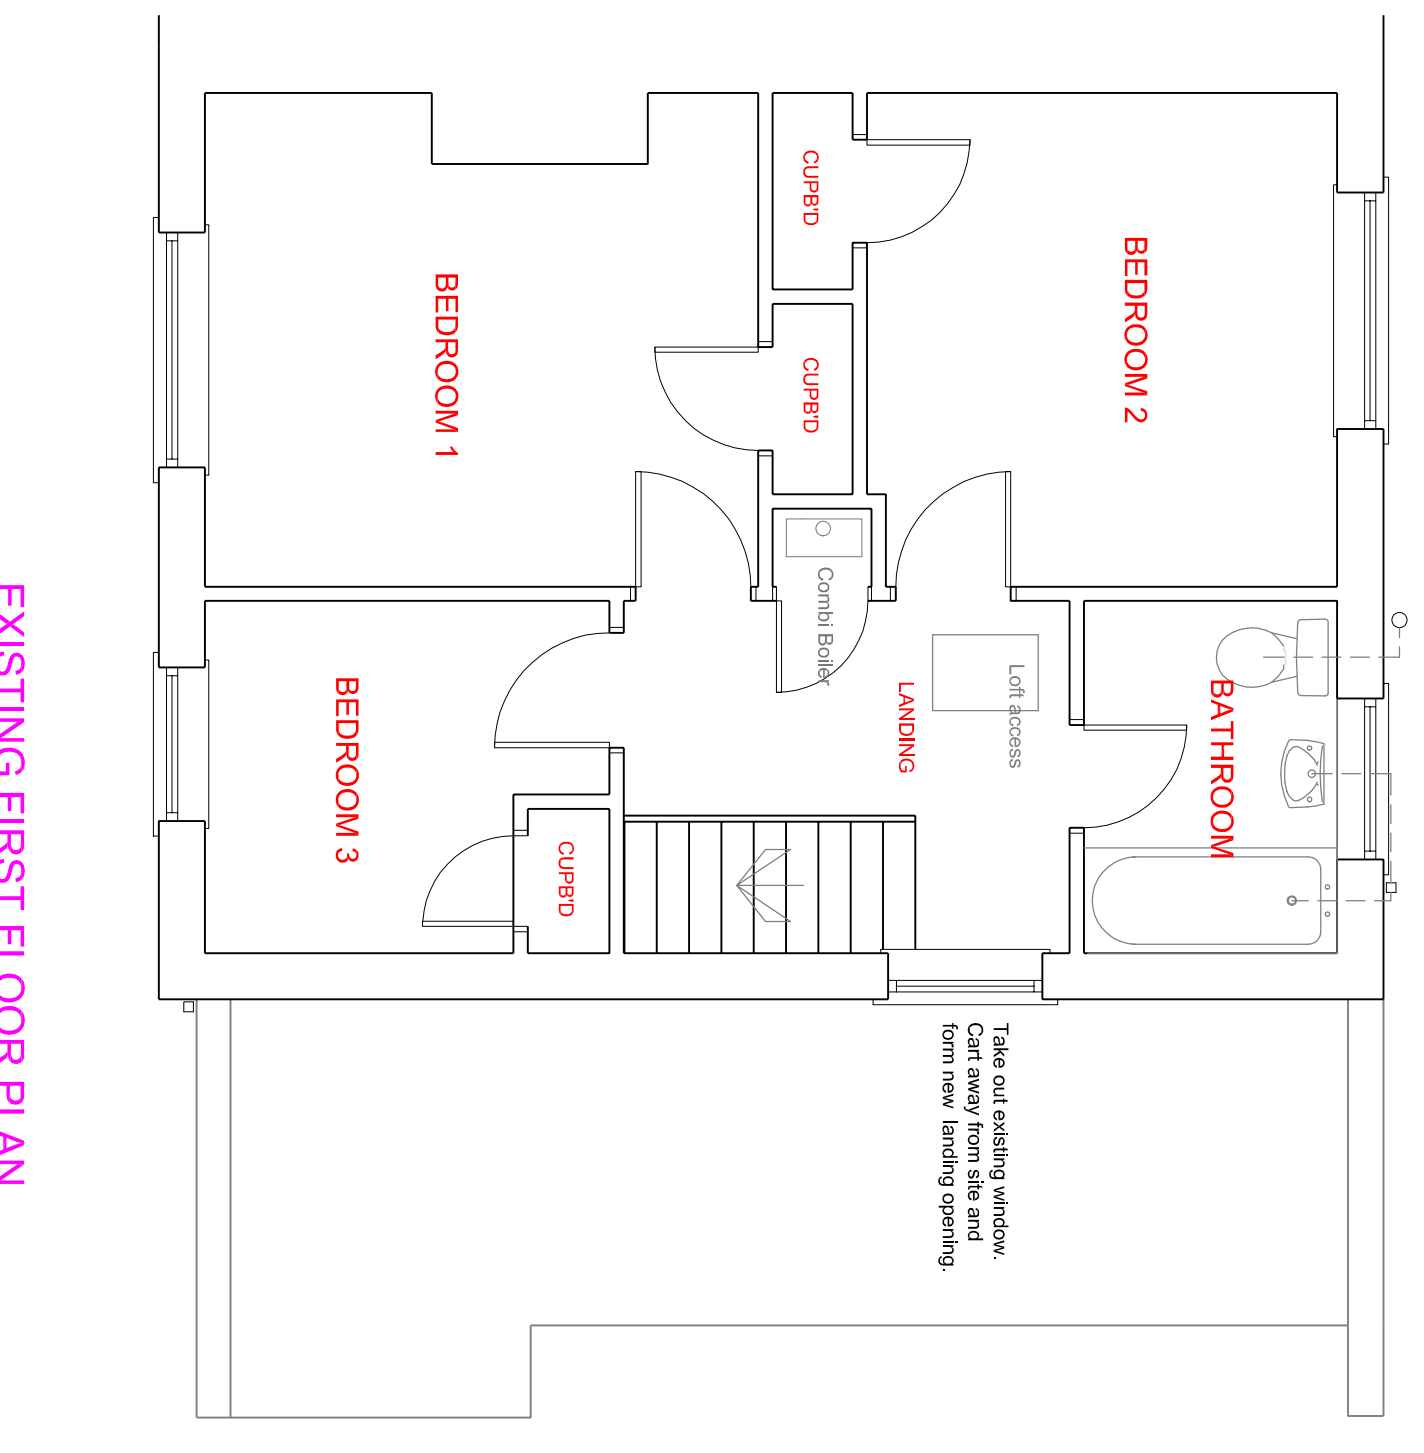 BEDROOM 2
CUPB'D
CUPB'D
BEDROOM 1
Combi Boiler
Loft access
LANDING
BATHROOM
BEDROOM 3
CUPB'D
Take out existing window.
Cart away from site and
form new landing opening.
EXISTING FIRST FLOOR PLAN